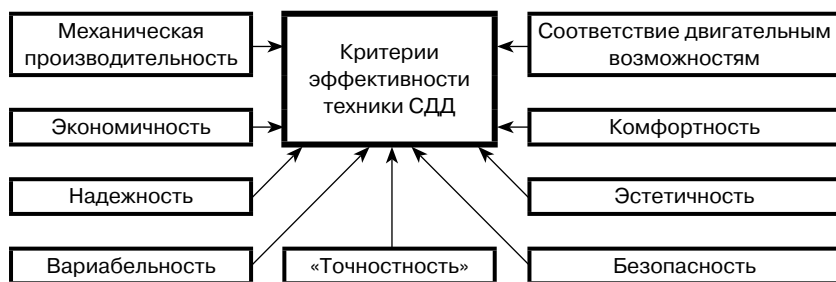 Механическая
производительность
Критерии
эффективности
техники СДД
Соответствие двигательным
возможностям
Экономичность
Комфортность
Надежность
Эстетичность
Вариабельность
«Точностность»
Безопасность